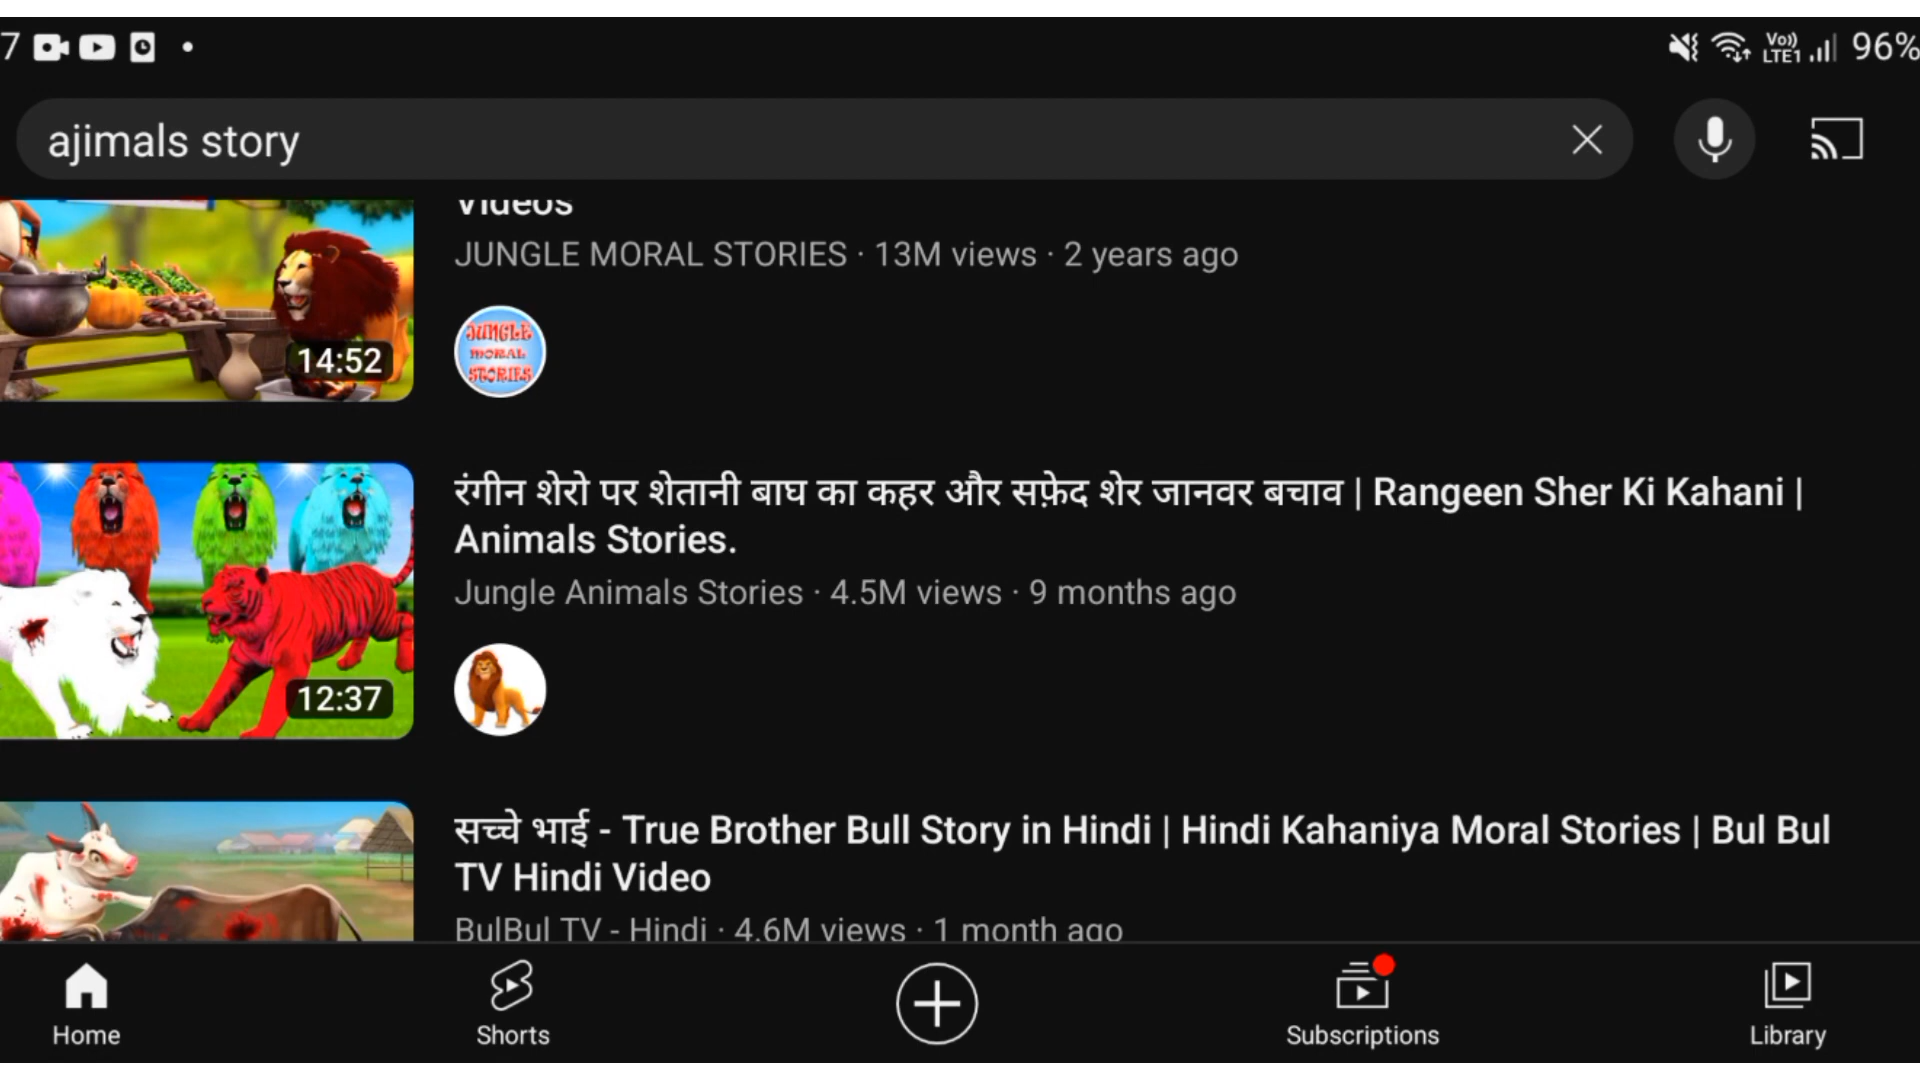 7
Vo))
LTE1
96%
ajimals story
Videos
JUNGLE MORAL STORIES · 13M views · 2 years ago
14:52
JUNGLE
MORAL
STORIES
रंगीन शेरो पर शेतानी बाघ का कहर और सफ़ेद शेर जानवर बचाव | Rangeen Sher Ki Kahani |
Animals Stories.
Jungle Animals Stories · 4.5M views · 9 months ago
12:37
सच्चे भाई - True Brother Bull Story in Hindi | Hindi Kahaniya Moral Stories | Bul Bul
TV Hindi Video
BulBul TV - Hindi · 4.6M views · 1 month ago
Home
Shorts
Subscriptions
Library